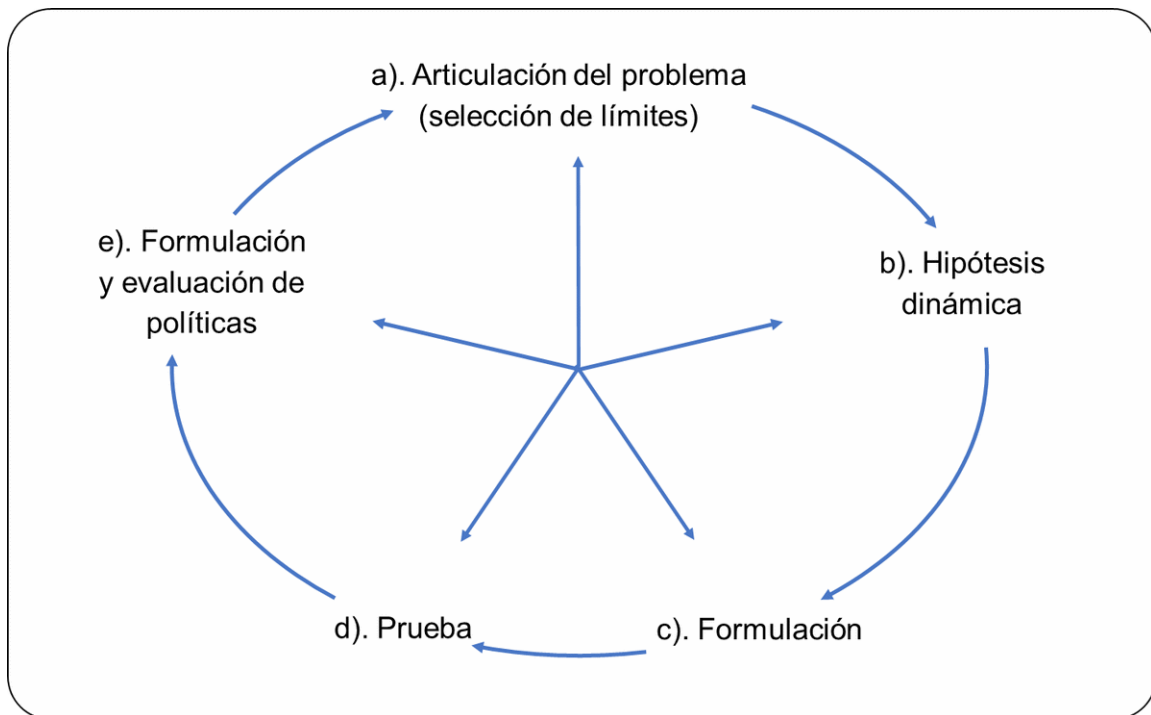 a). Articulación del problema
(selección de límites)
b). Hipótesis
dinámica
c). Formulación
d). Prueba
e). Formulación
y evaluación de
políticas